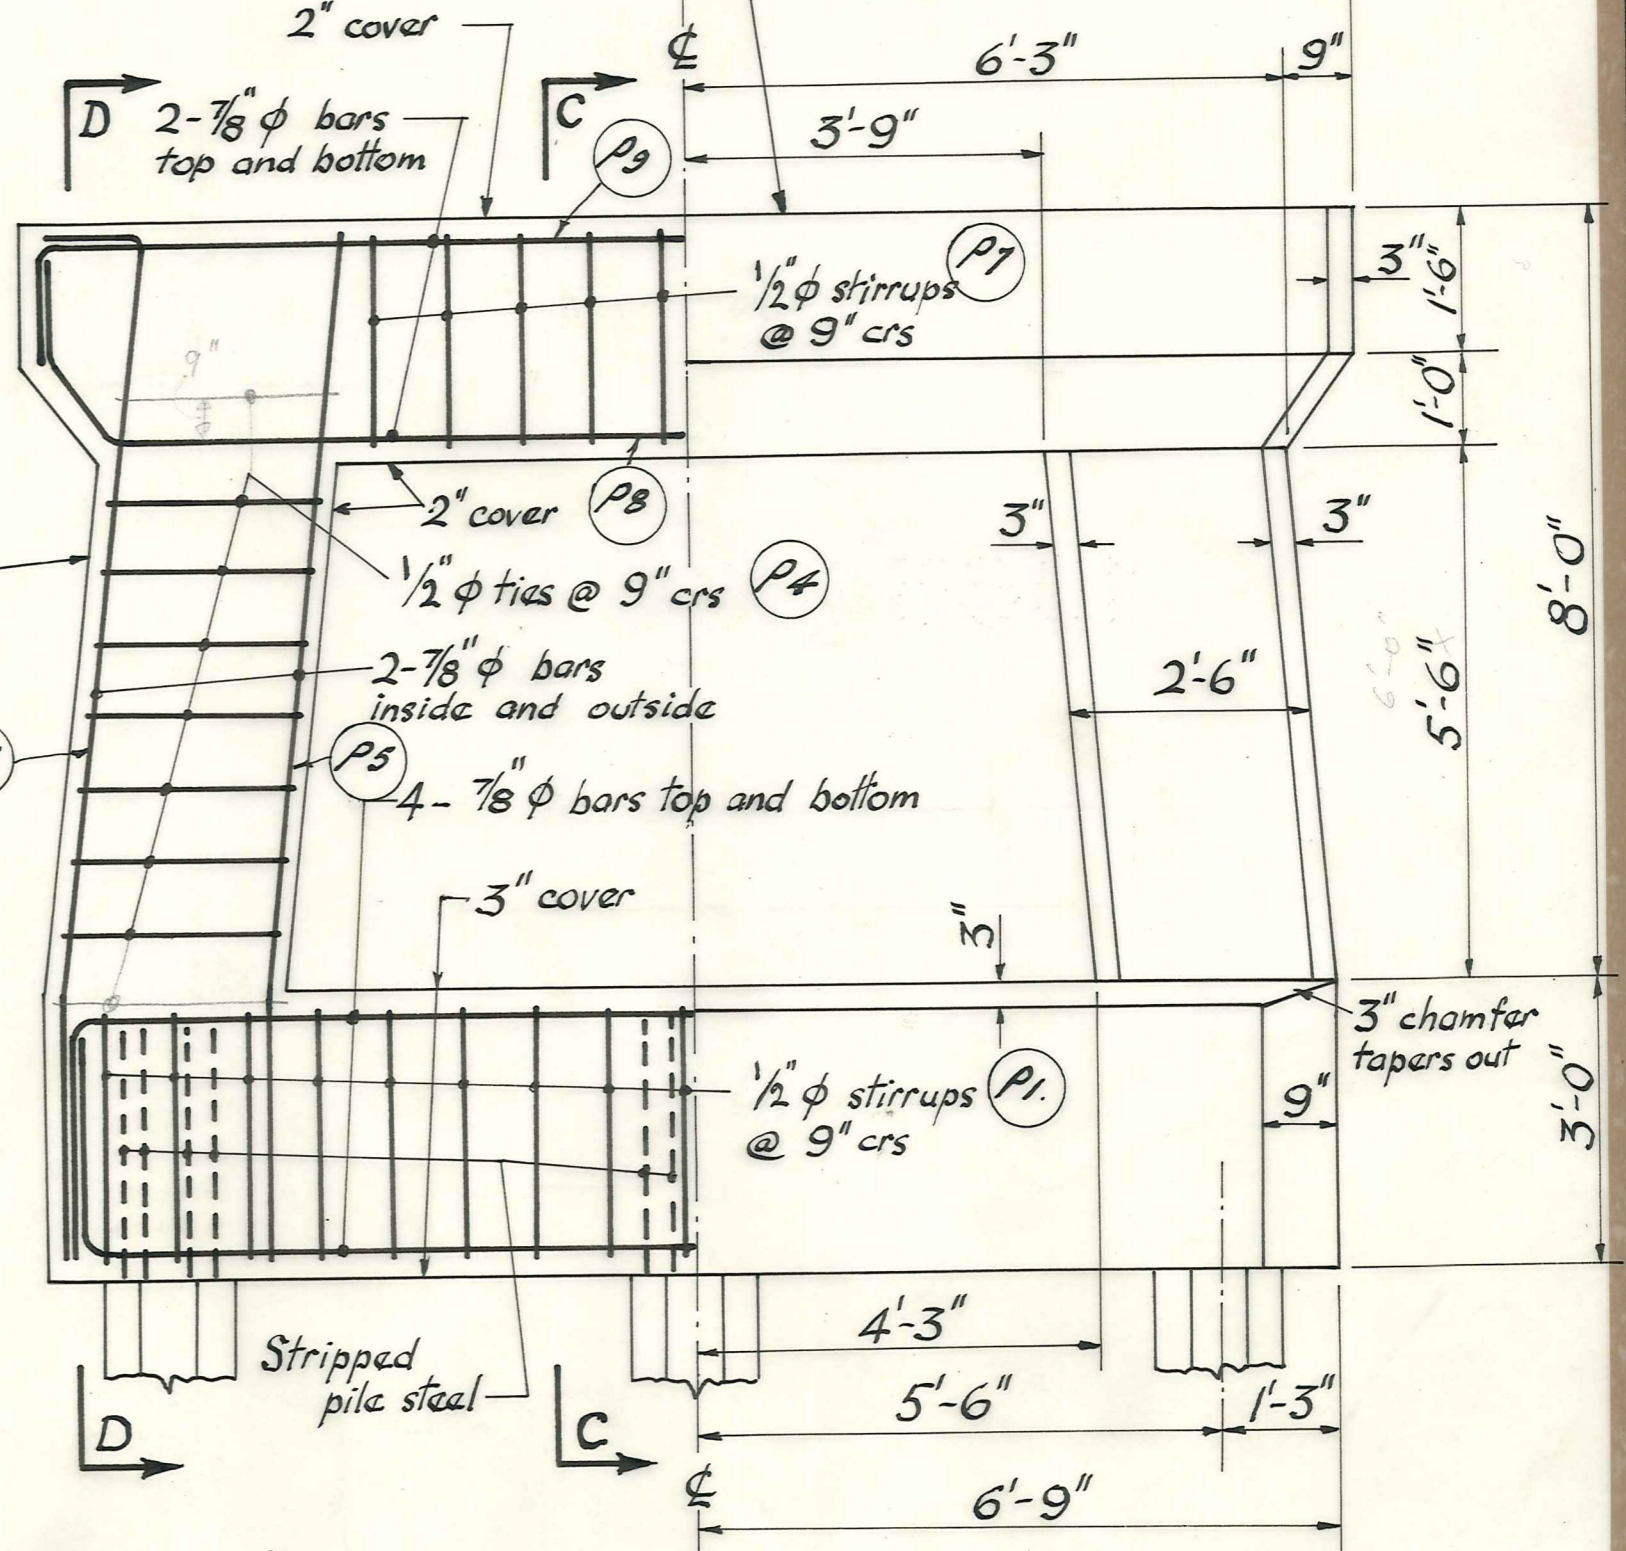 2" cover
℄
6'-3"
9"
D
2-7/8" φ bars
top and bottom
C
P9
3'-9"
P7
1/2" φ stirrups
@ 9" crs
3"
1'-6"
9"
1'-0"
2" cover
P8
3"
3"
1/2" φ ties @ 9" crs
P4
8'-0"
2-7/8" φ bars
inside and outside
2'-6"
6'-0"
5'-6"
P5
4- 7/8" φ bars top and bottom
3" cover
3"
3" chamfer
tapers out
1/2" φ stirrups
@ 9" crs
P1.
9"
3'-0"
Stripped
pile steel
4'-3"
5'-6"
1'-3"
D
C
℄
6'-9"